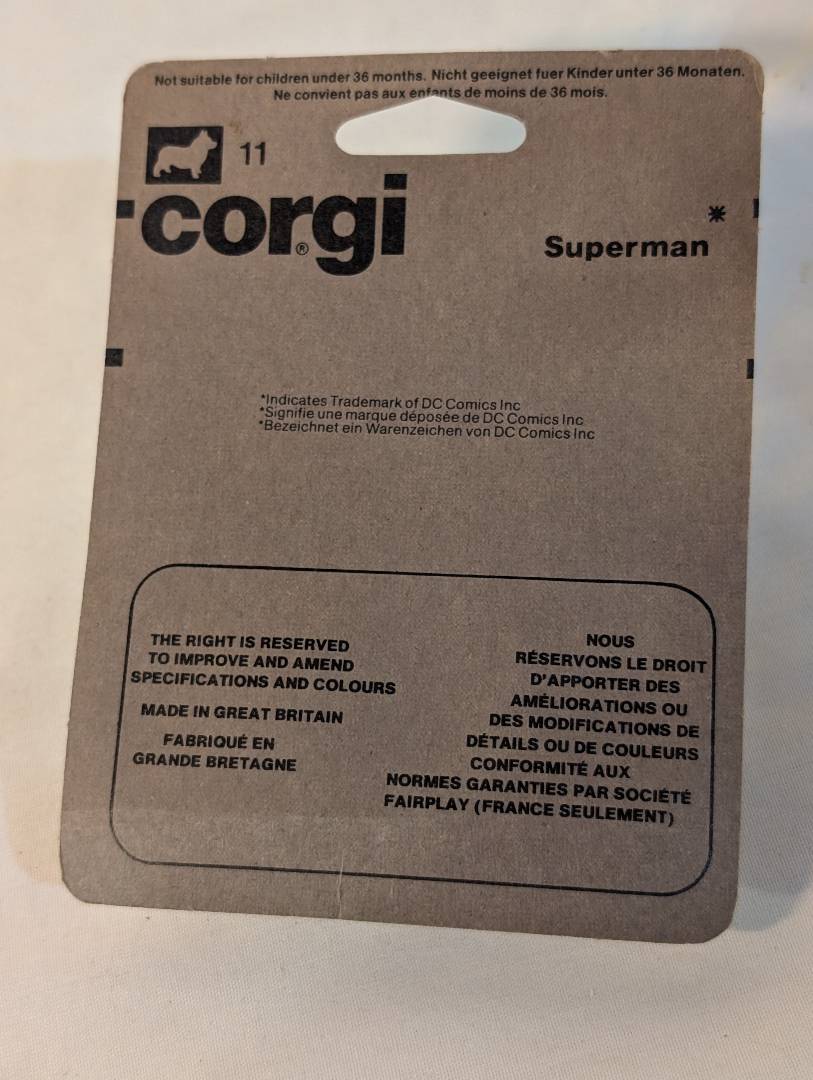 Not suitable for children under 36 months. Nicht geeignet fuer Kinder unter 36 Monaten.
Ne convient pas aux enfants de moins de 36 mois.
11
corgi®
Superman*
*Indicates Trademark of DC Comics Inc
*Signifie une marque déposée de DC Comics Inc
*Bezeichnet ein Warenzeichen von DC Comics Inc
THE RIGHT IS RESERVED
TO IMPROVE AND AMEND
SPECIFICATIONS AND COLOURS
MADE IN GREAT BRITAIN
FABRIQUÉ EN
GRANDE BRETAGNE
NOUS
RÉSERVONS LE DROIT
D'APPORTER DES
AMÉLIORATIONS OU
DES MODIFICATIONS DE
DÉTAILS OU DE COULEURS
CONFORMITÉ AUX
NORMES GARANTIES PAR SOCIÉTÉ
FAIRPLAY (FRANCE SEULEMENT)